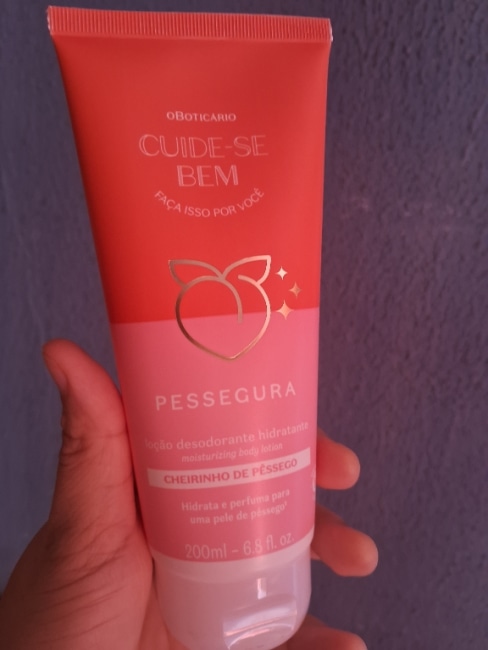 oBOTICÁRIO
CUIDE-SE
BEM
FAÇA ISSO POR VOCÊ
PESSEGURA
loção desodorante hidratante
moisturizing body lotion
CHEIRINHO DE PÊSSEGO
Hidrata e perfuma para
uma pele de pêssego*
200ml - 6.8 fl. oz.